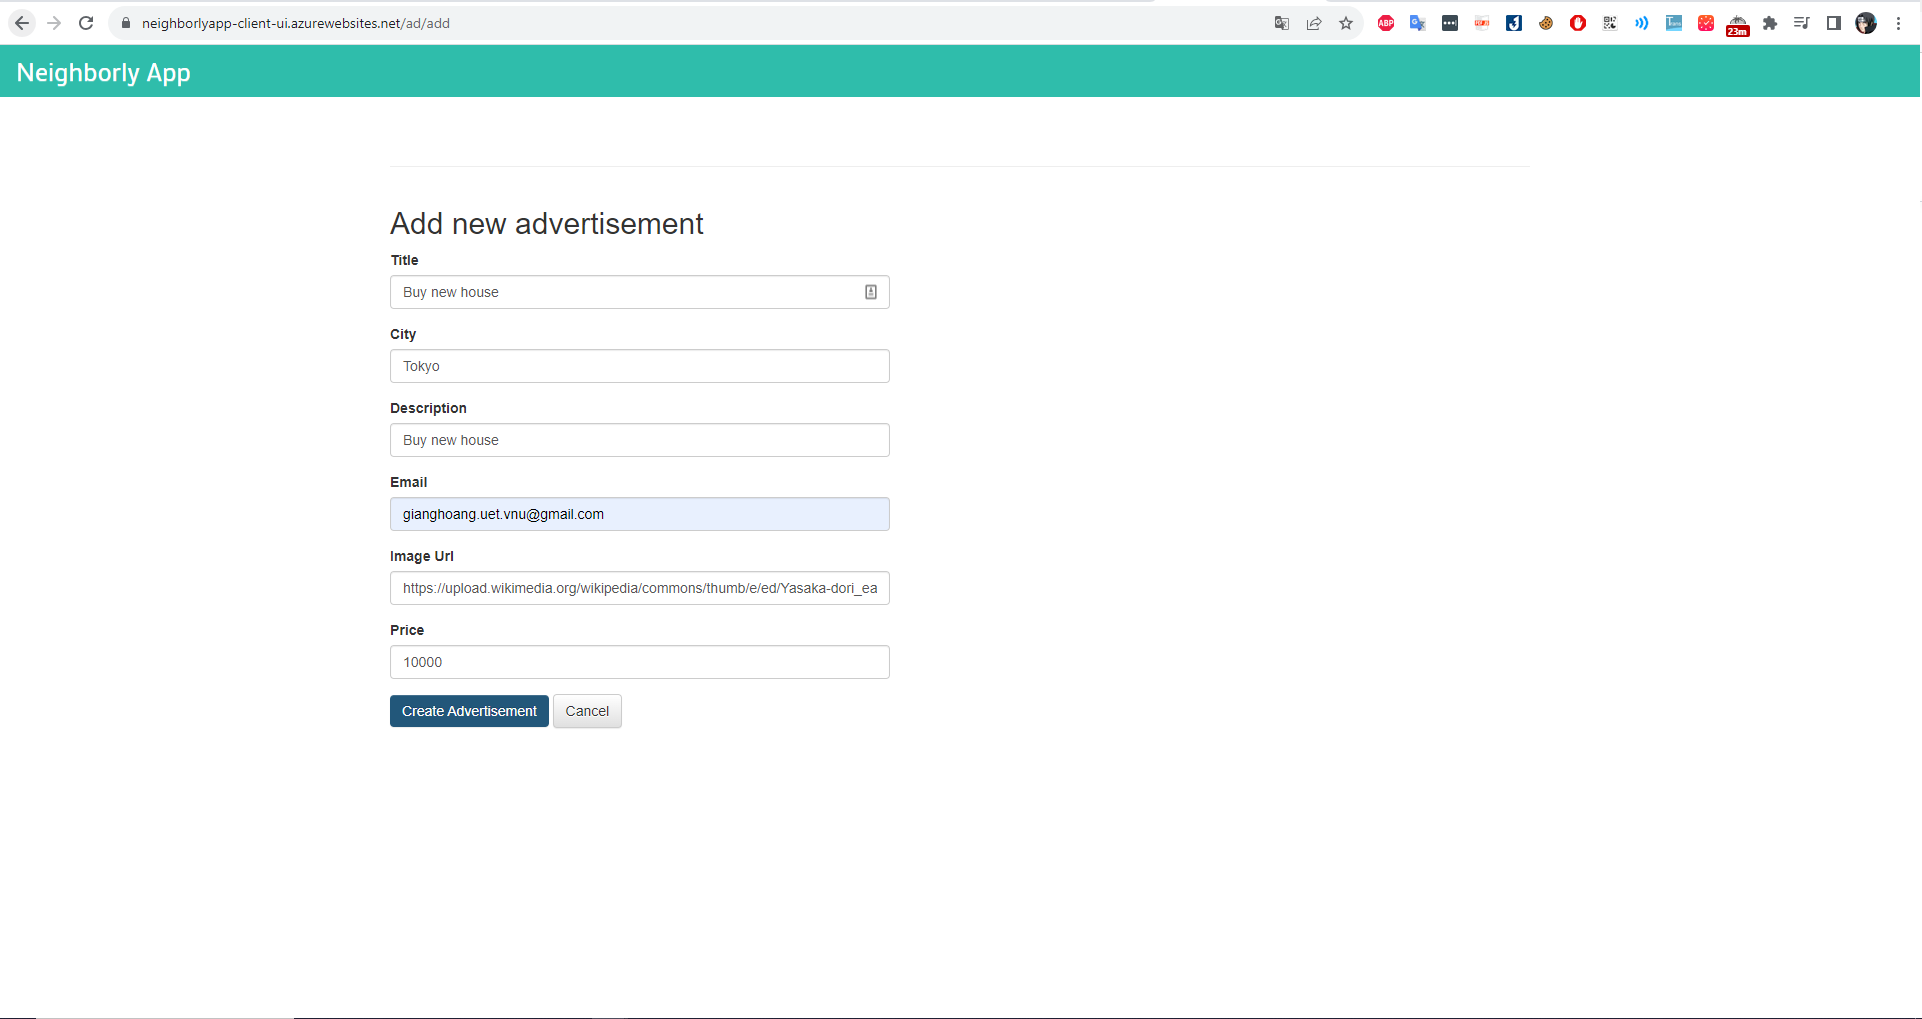 neighborlyapp-client-ui.azurewebsites.net/ad/add
ABP
23m
Neighborly App
Add new advertisement
Title
Buy new house
City
Tokyo
Description
Buy new house
Email
gianghoang.uet.vnu@gmail.com
Image Url
https://upload.wikimedia.org/wikipedia/commons/thumb/e/ed/Yasaka-dori_ea
Price
10000
Create Advertisement
Cancel